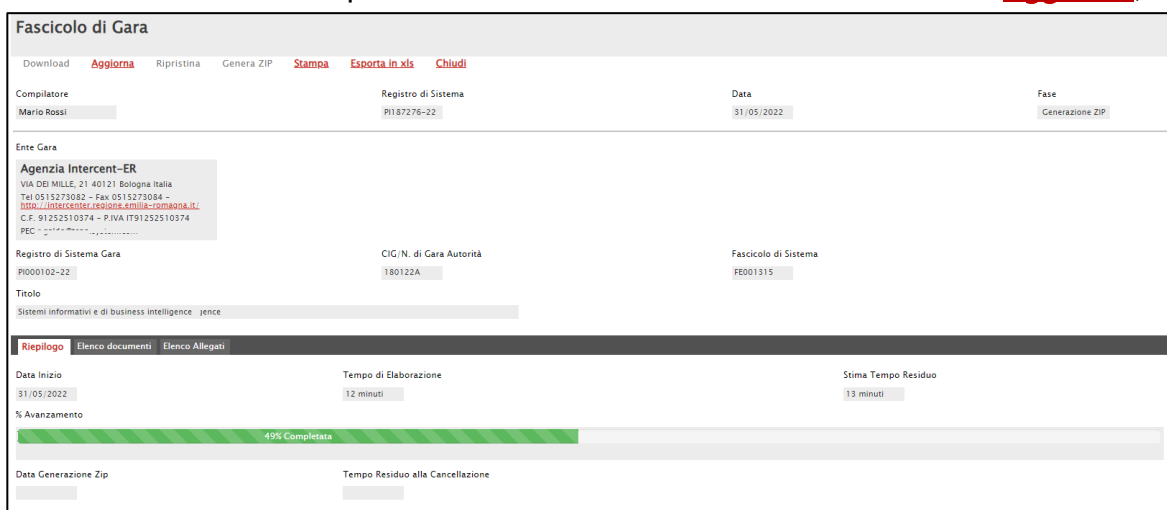 Fascicolo di Gara
Download Aggiorna Ripristina Genera ZIP Stampa Esporta in xls Chiudi
Compilatore Registro di Sistema Data Fase
Mario Rossi PI187276-22 31/05/2022 Generazione ZIP
Ente Gara
Agenzia Intercent-ER
VIA DEI MILLE, 21 40121 Bologna Italia
Tel 0515273082 - Fax 0515273084 -
http://intercenter.regione.emilia-romagna.it/
C.F. 91252510374 - P.IVA IT91252510374
PEC
Registro di Sistema Gara CIG/N. di Gara Autorità Fascicolo di Sistema
PI000102-22 180122A FE001315
Titolo
Sistemi informativi e di business intelligence
Riepilogo Elenco documenti Elenco Allegati
Data Inizio Tempo di Elaborazione Stima Tempo Residuo
31/05/2022 12 minuti 13 minuti
% Avanzamento
49% Completata
Data Generazione Zip Tempo Residuo alla Cancellazione